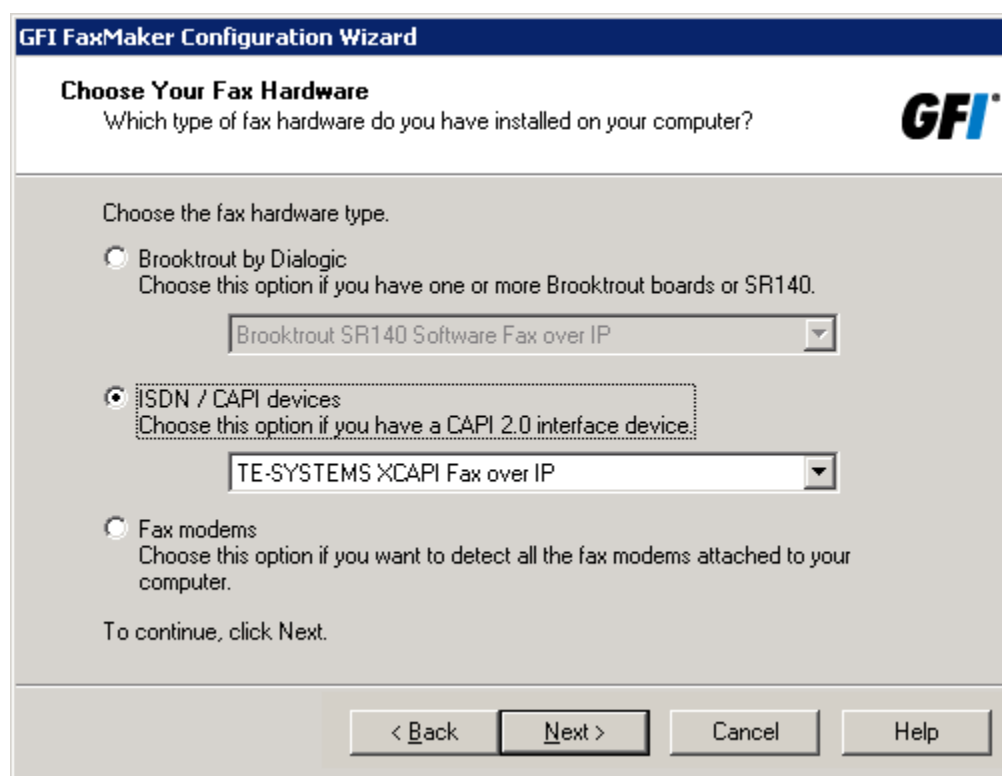 GFI FaxMaker Configuration Wizard
Choose Your Fax Hardware
Which type of fax hardware do you have installed on your computer?
GFI
Choose the fax hardware type.
Brooktrout by Dialogic
Choose this option if you have one or more Brooktrout boards or SR140.
Brooktrout SR140 Software Fax over IP
ISDN / CAPI devices
Choose this option if you have a CAPI 2.0 interface device.
TE-SYSTEMS XCAPI Fax over IP
Fax modems
Choose this option if you want to detect all the fax modems attached to your
computer.
To continue, click Next.
< Back Next > Cancel Help